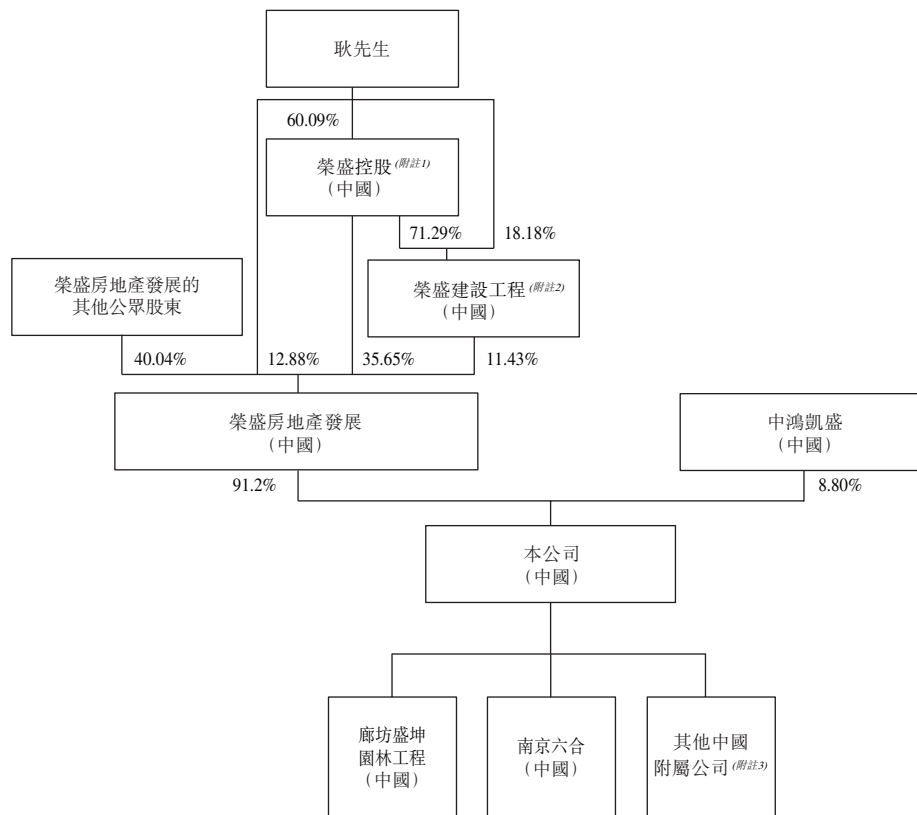 耿先生
60.09%
榮盛控股(附註1)
（中國）
71.29%
18.18%
榮盛房地產發展的
其他公眾股東
榮盛建設工程(附註2)
（中國）
40.04%
12.88%
35.65%
11.43%
榮盛房地產發展
（中國）
中鴻凱盛
（中國）
91.2%
8.80%
本公司
（中國）
廊坊盛坤
園林工程
（中國）
南京六合
（中國）
其他中國
附屬公司(附註3)